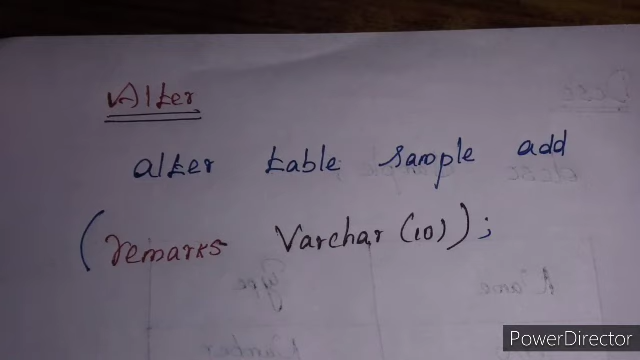 Alter
alter table sample add
(remarks Varchar(10));
PowerDirector